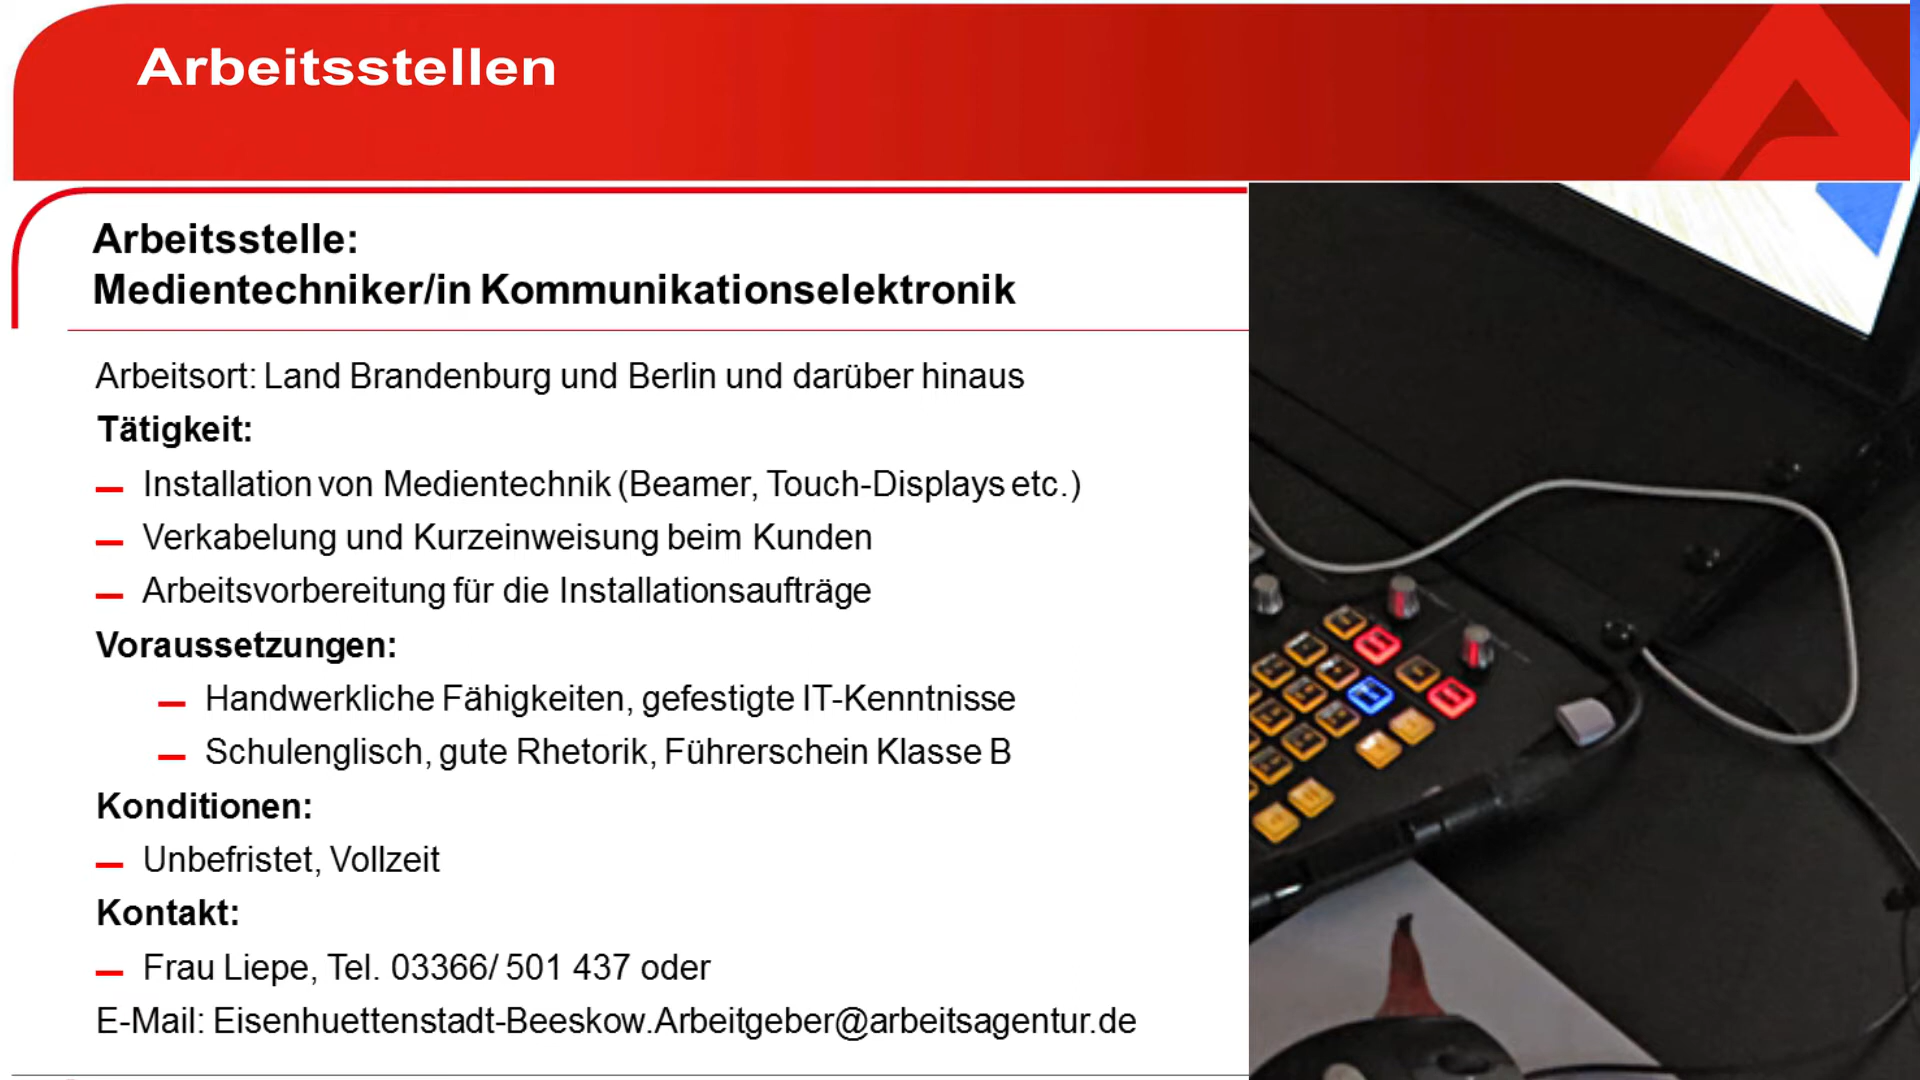 Arbeitsstellen
Arbeitsstelle:
Medientechniker/in Kommunikationselektronik
Arbeitsort: Land Brandenburg und Berlin und darüber hinaus
Tätigkeit:
Installation von Medientechnik (Beamer, Touch-Displays etc.)
Verkabelung und Kurzeinweisung beim Kunden
Arbeitsvorbereitung für die Installationsaufträge
Voraussetzungen:
Handwerkliche Fähigkeiten, gefestigte IT-Kenntnisse
Schulenglisch, gute Rhetorik, Führerschein Klasse B
Konditionen:
Unbefristet, Vollzeit
Kontakt:
Frau Liepe, Tel. 03366/ 501 437 oder
E-Mail: Eisenhuettenstadt-Beeskow.Arbeitgeber@arbeitsagentur.de